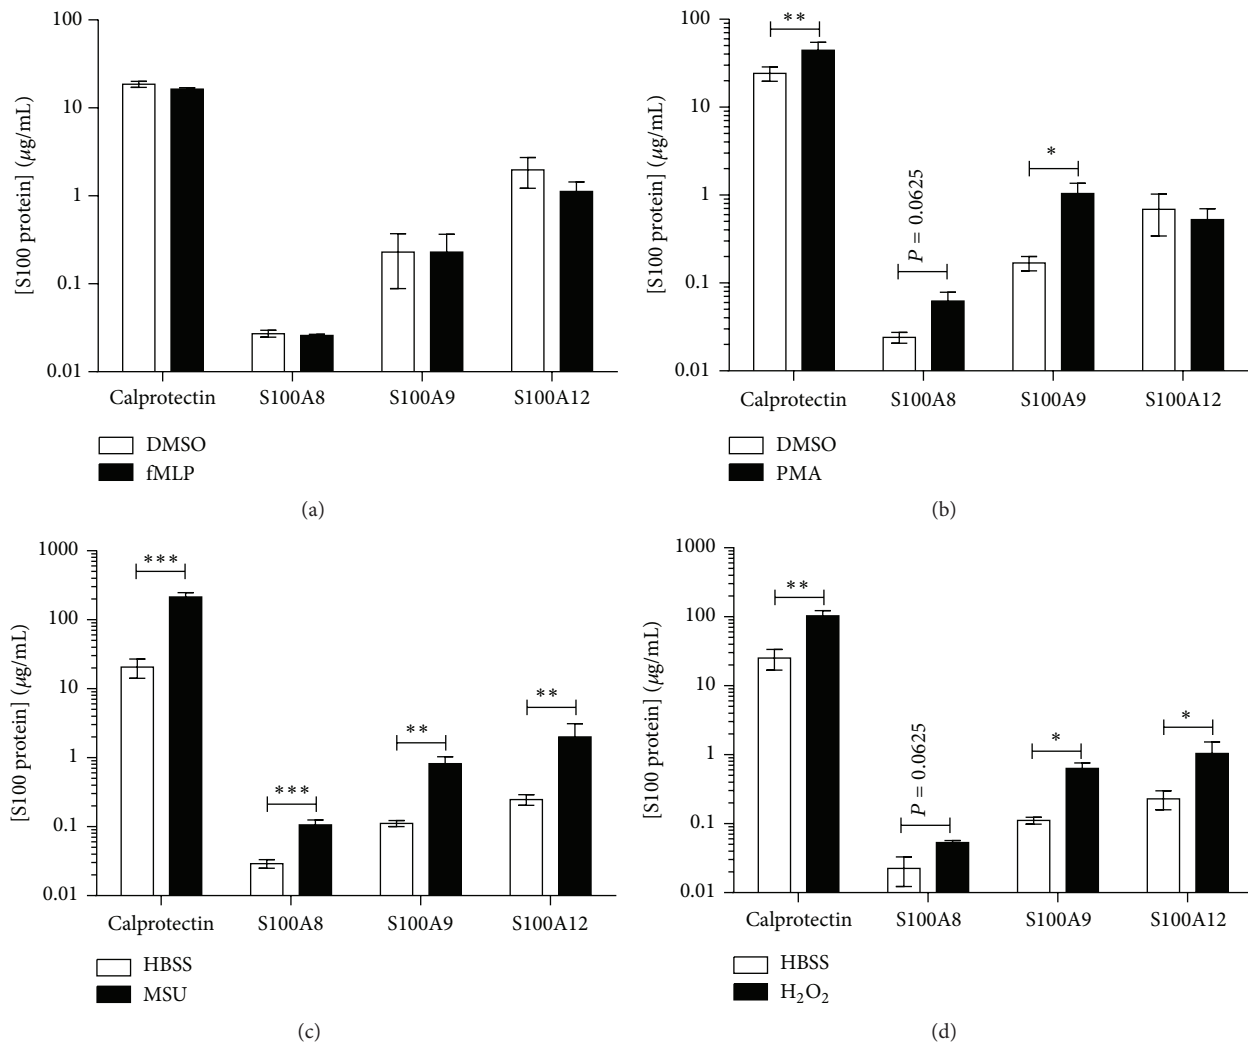 100
10
1
0.1
0.01
[S100 protein] (μg/mL)
Calprotectin S100A8 S100A9 S100A12
DMSO
fMLP
(a)
100
10
1
0.1
0.01
[S100 protein] (μg/mL)
**
P = 0.0625
*
Calprotectin S100A8 S100A9 S100A12
DMSO
PMA
(b)
1000
100
10
1
0.1
0.01
[S100 protein] (μg/mL)
***
***
**
**
Calprotectin S100A8 S100A9 S100A12
HBSS
MSU
(c)
1000
100
10
1
0.1
0.01
[S100 protein] (μg/mL)
**
P = 0.0625
*
*
Calprotectin S100A8 S100A9 S100A12
HBSS
H₂O₂
(d)